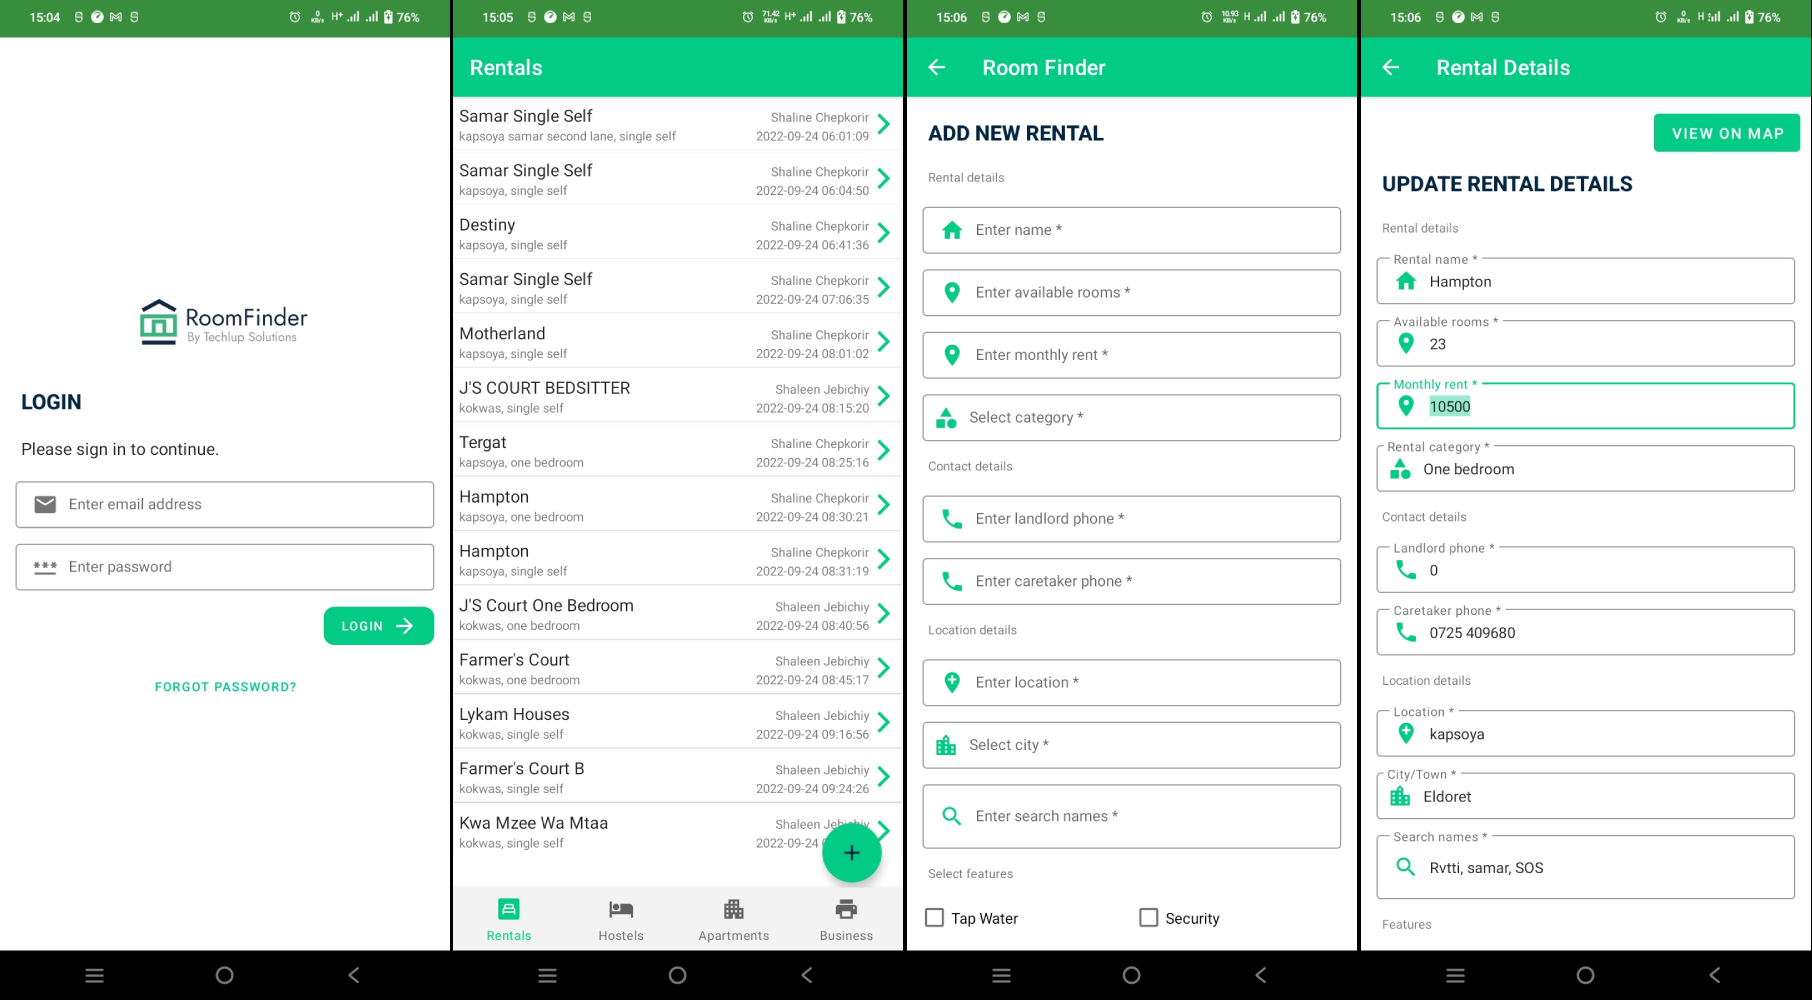 15:04
0 KB/s H+ 76%
RoomFinder
By Techlup Solutions
LOGIN
Please sign in to continue.
Enter email address
Enter password
LOGIN
FORGOT PASSWORD?
15:05
71.42 KB/s H+ 76%
Rentals
Samar Single Self Shaline Chepkorir
kapsoya samar second lane, single self 2022-09-24 06:01:09
Samar Single Self Shaline Chepkorir
kapsoya, single self 2022-09-24 06:04:50
Destiny Shaline Chepkorir
kapsoya, single self 2022-09-24 06:41:36
Samar Single Self Shaline Chepkorir
kapsoya, single self 2022-09-24 07:06:35
Motherland Shaline Chepkorir
kapsoya, single self 2022-09-24 08:01:02
J'S COURT BEDSITTER Shaleen Jebichiy
kokwas, single self 2022-09-24 08:15:20
Tergat Shaline Chepkorir
kapsoya, one bedroom 2022-09-24 08:25:16
Hampton Shaline Chepkorir
kapsoya, one bedroom 2022-09-24 08:30:21
Hampton Shaline Chepkorir
kapsoya, single self 2022-09-24 08:31:19
J'S Court One Bedroom Shaleen Jebichiy
kokwas, one bedroom 2022-09-24 08:40:56
Farmer's Court Shaleen Jebichiy
kokwas, one bedroom 2022-09-24 08:45:17
Lykam Houses Shaleen Jebichiy
kokwas, single self 2022-09-24 09:16:56
Farmer's Court B Shaleen Jebichiy
kokwas, single self 2022-09-24 09:24:26
Kwa Mzee Wa Mtaa Shaleen Jebichiy
kokwas, single self 2022-09-24
Rentals Hostels Apartments Business
15:06
10.93 KB/s H 76%
Room Finder
ADD NEW RENTAL
Rental details
Enter name *
Enter available rooms *
Enter monthly rent *
Select category *
Contact details
Enter landlord phone *
Enter caretaker phone *
Location details
Enter location *
Select city *
Enter search names *
Select features
Tap Water Security
15:06
0 KB/s H 76%
Rental Details
VIEW ON MAP
UPDATE RENTAL DETAILS
Rental details
Rental name *
Hampton
Available rooms *
23
Monthly rent *
10500
Rental category *
One bedroom
Contact details
Landlord phone *
0
Caretaker phone *
0725 409680
Location details
Location *
kapsoya
City/Town *
Eldoret
Search names *
Rvtti, samar, SOS
Features